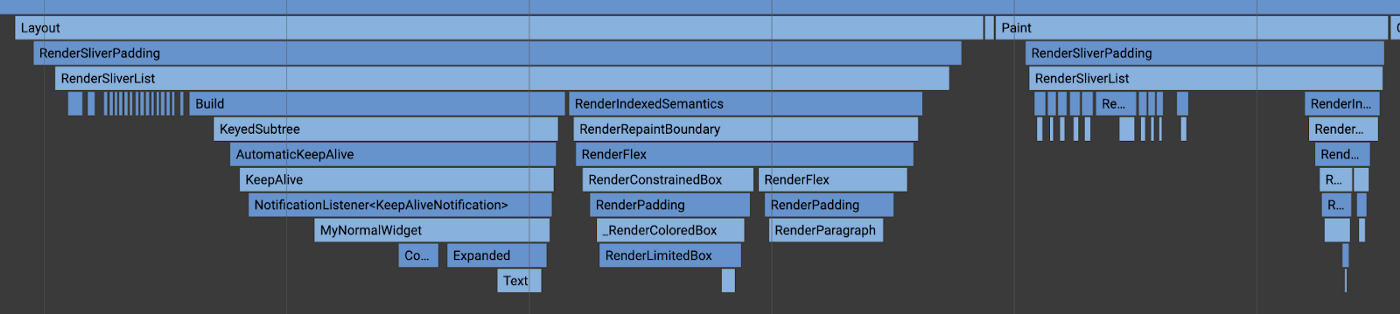 Layout Paint
RenderSliverPadding RenderSliverPadding
RenderSliverList RenderSliverList
Build RenderIndexedSemantics Re... RenderIn...
KeyedSubtree RenderRepaintBoundary Render...
AutomaticKeepAlive RenderFlex Rend...
KeepAlive RenderConstrainedBox RenderFlex R...
NotificationListener<KeepAliveNotification> RenderPadding RenderPadding R...
MyNormalWidget _RenderColoredBox RenderParagraph
Co... Expanded RenderLimitedBox
Text